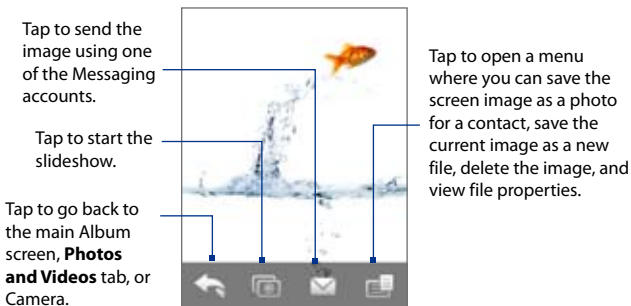 Tap to send the
image using one
of the Messaging
accounts.
Tap to start the
slideshow.
Tap to go back to
the main Album
screen, Photos
and Videos tab, or
Camera.
Tap to open a menu
where you can save the
screen image as a photo
for a contact, save the
current image as a new
file, delete the image, and
view file properties.